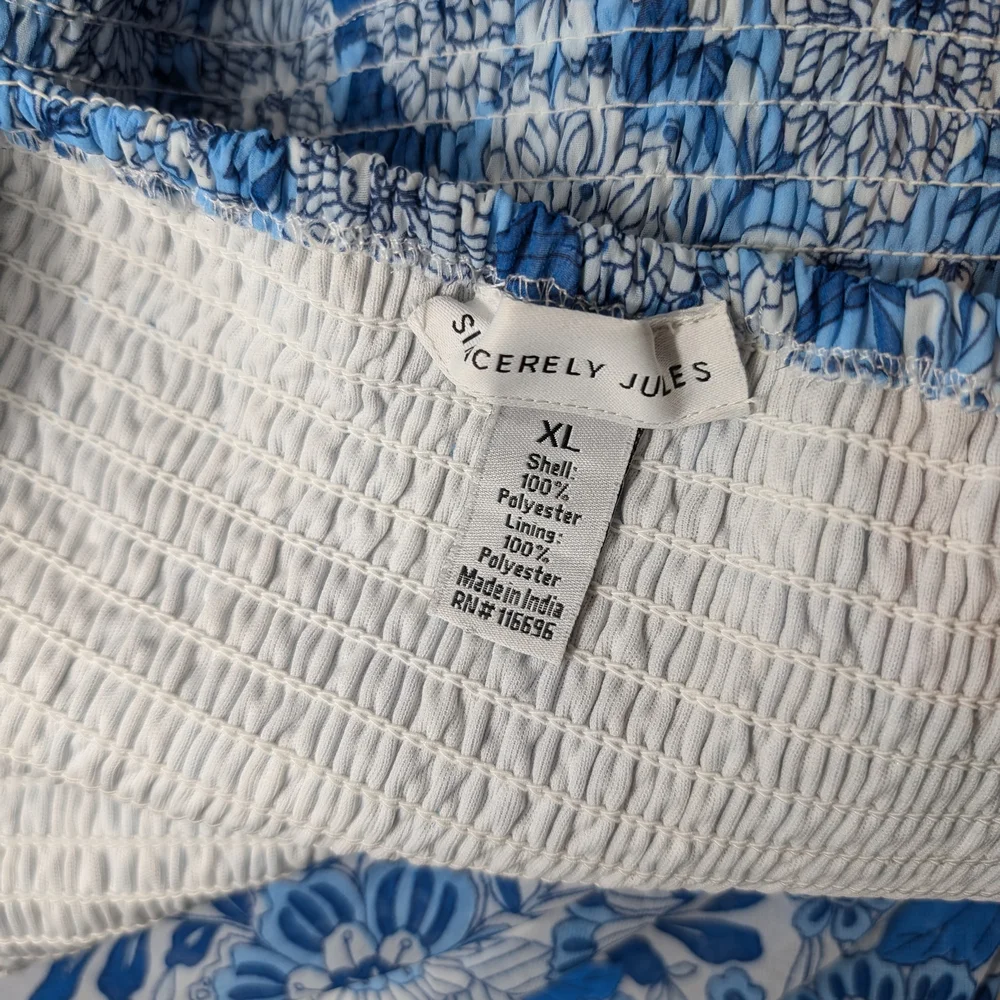 SINCERELY JULES
XL
Shell:
100%
Polyester
Lining:
100%
Polyester
Made in India
RN# 116696